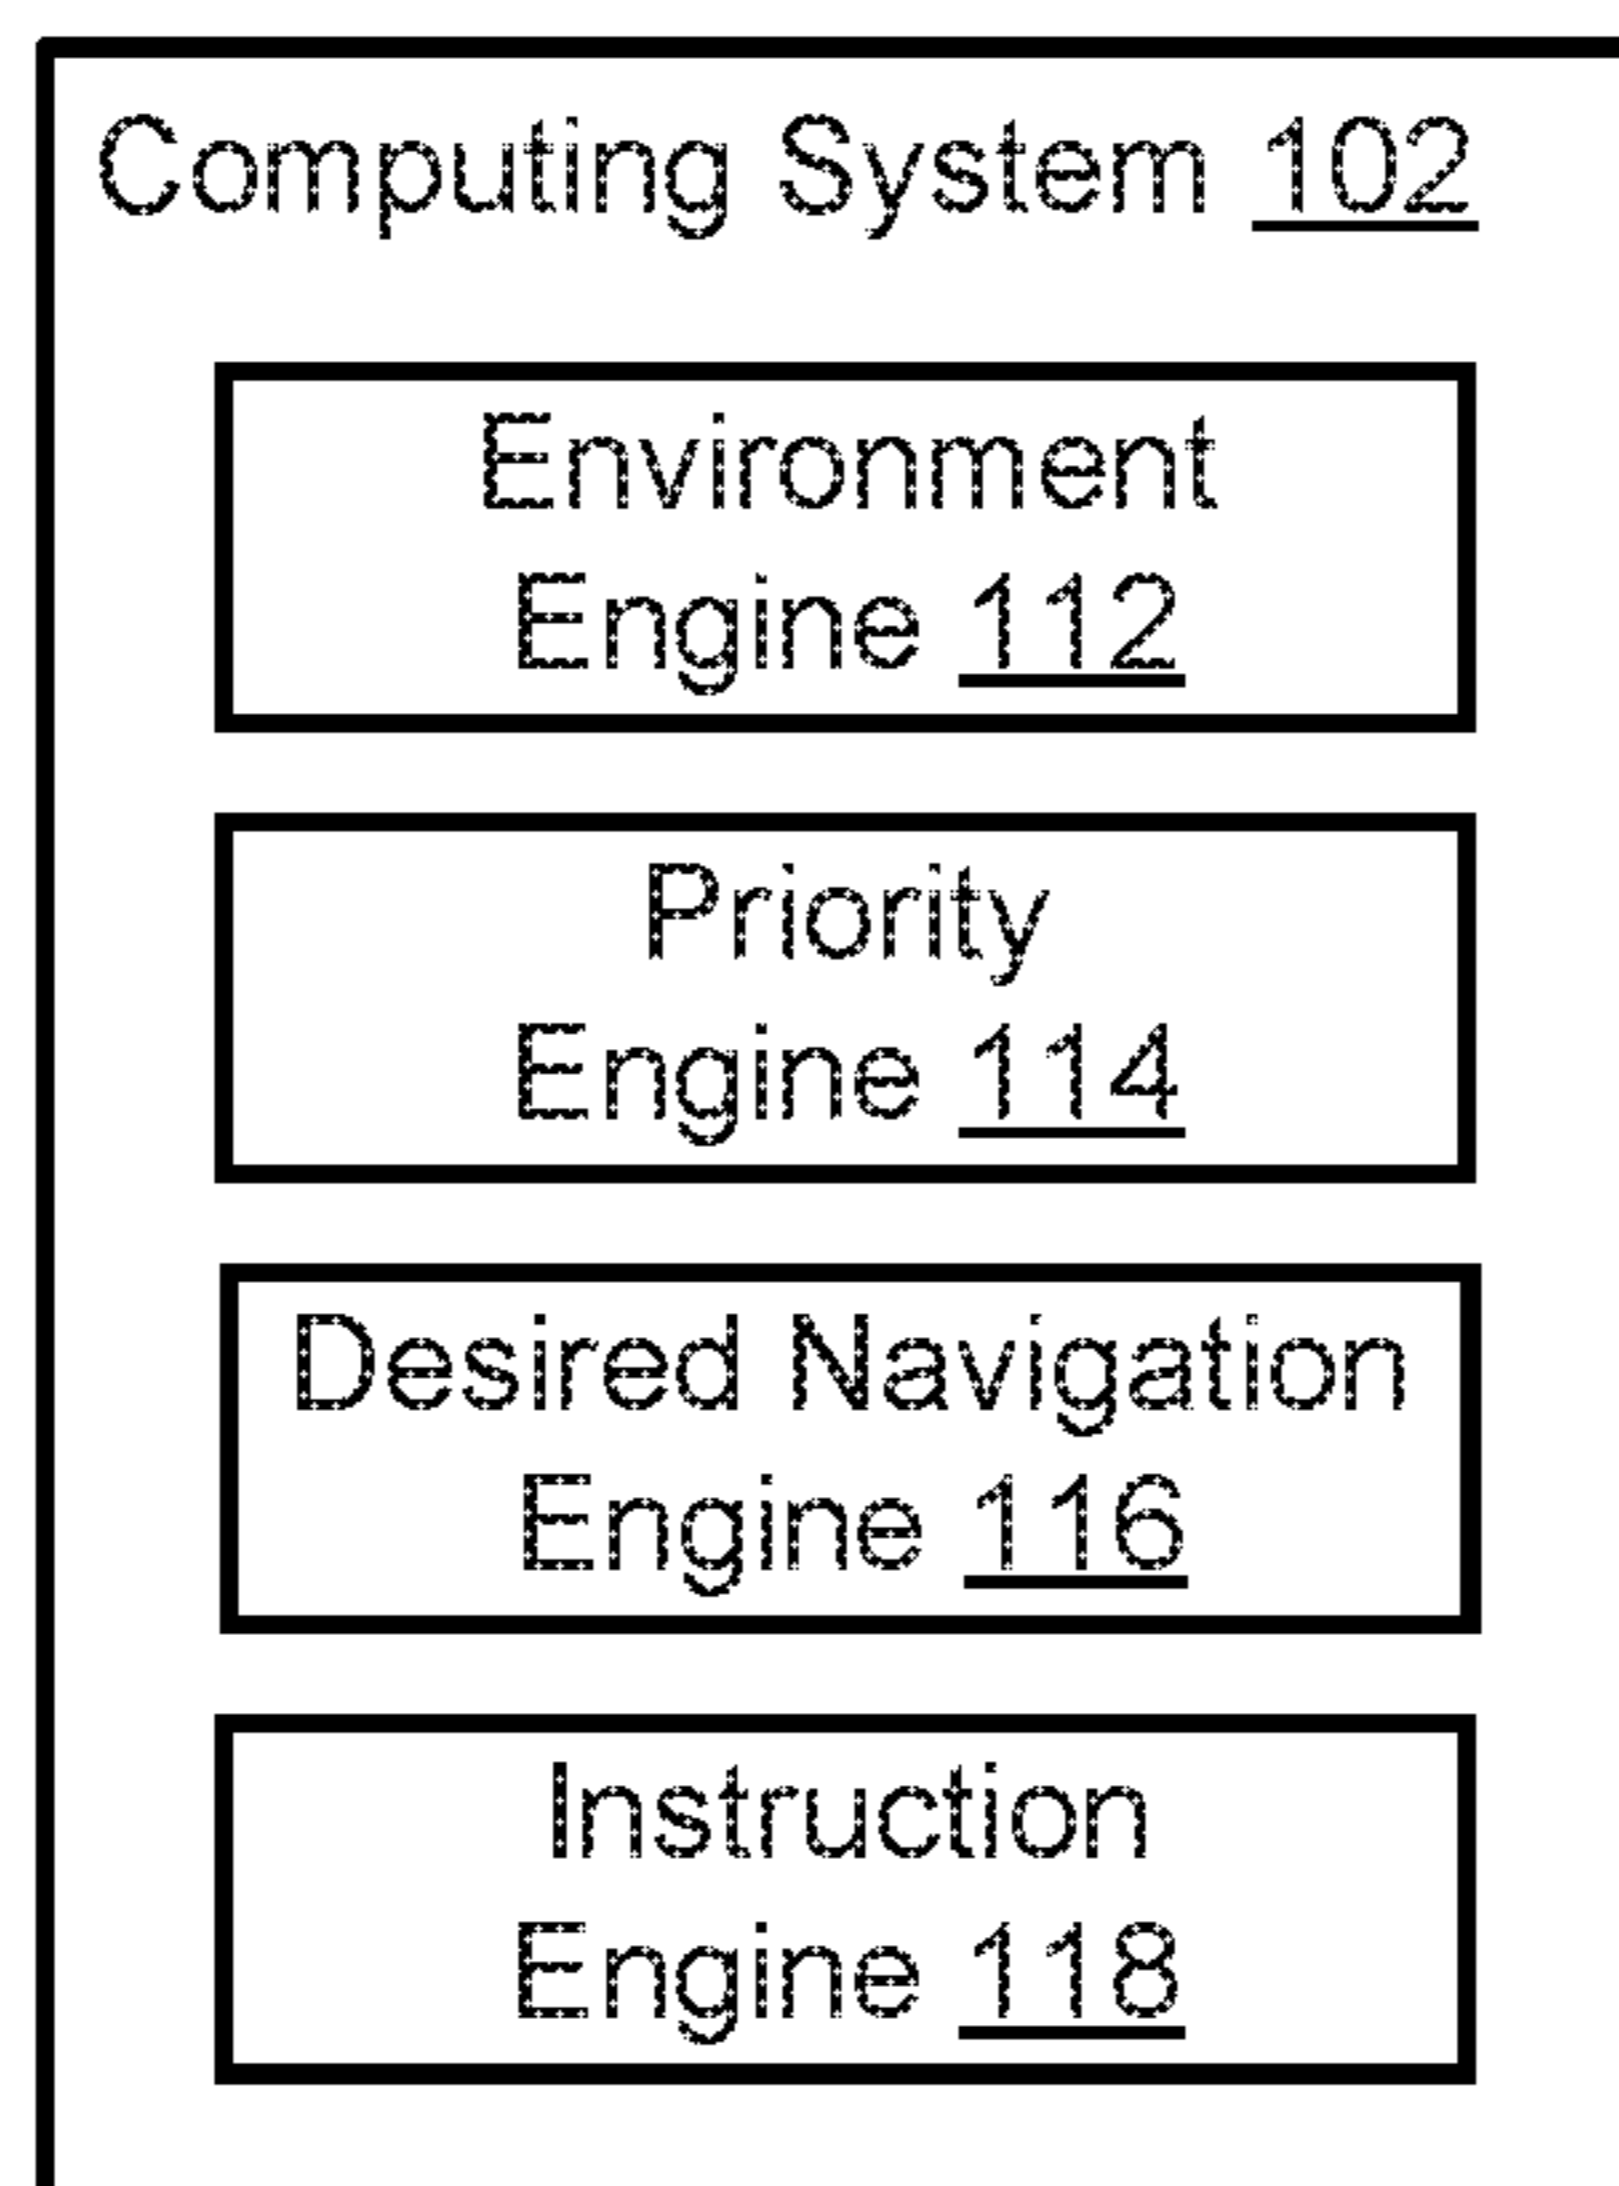 Computing System 102
Environment
Engine 112
Priority
Engine 114
Desired Navigation
Engine 116
Instruction
Engine 118